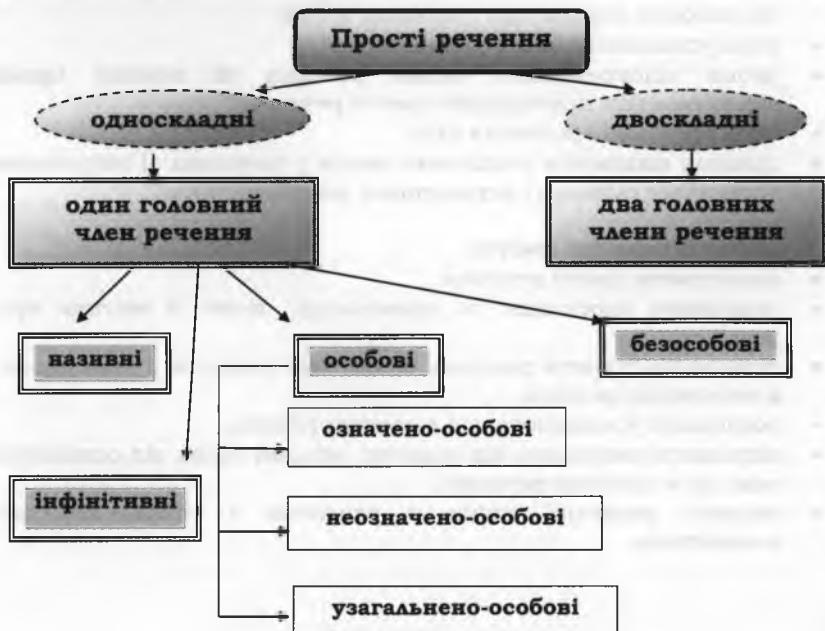 Прості речення
односкладні
двоскладні
один головний
член речення
два головних
члени речення
називні
особові
безособові
означено-особові
інфінітивні
неозначено-особові
узагальнено-особові